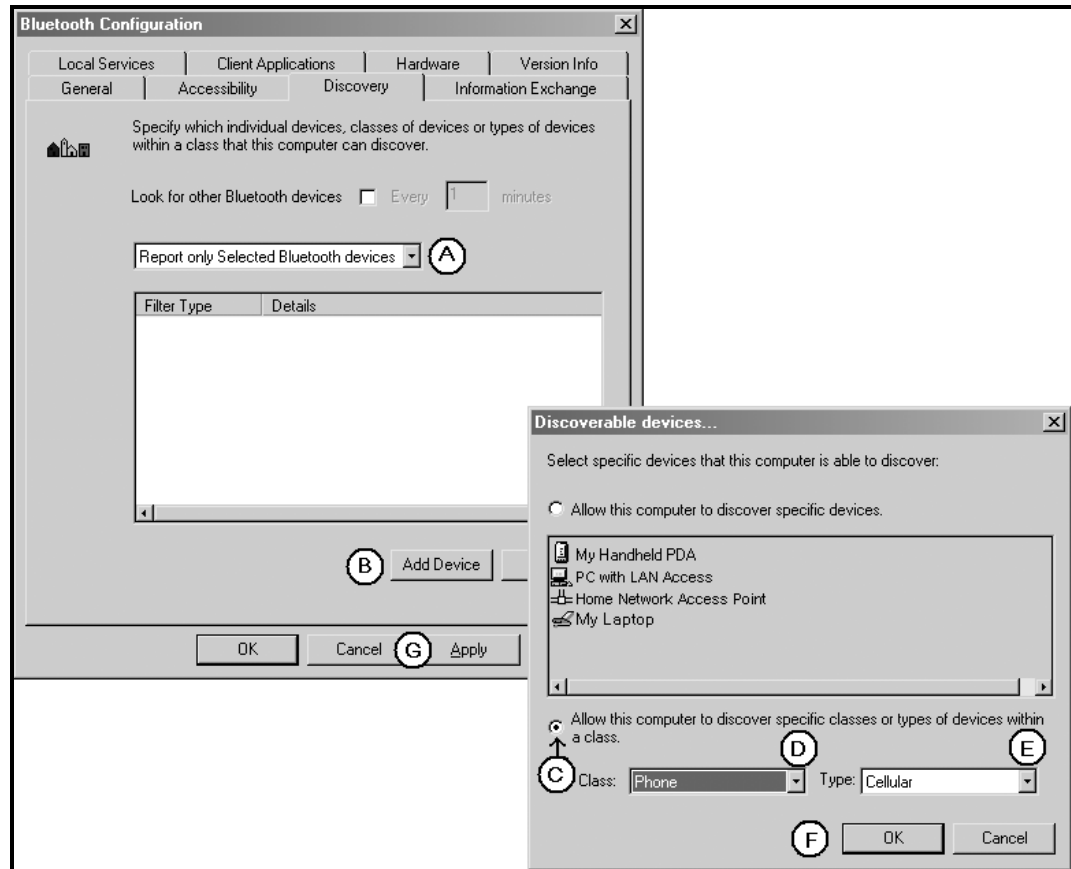 Bluetooth Configuration
Local Services Client Applications Hardware Version Info
General Accessibility Discovery Information Exchange
Specify which individual devices, classes of devices or types of devices
within a class that this computer can discover.
Look for other Bluetooth devices Every 1 minutes
Report only Selected Bluetooth devices A
Filter Type Details
B Add Device
OK Cancel G Apply
Discoverable devices...
Select specific devices that this computer is able to discover:
Allow this computer to discover specific devices.
My Handheld PDA
PC with LAN Access
Home Network Access Point
My Laptop
Allow this computer to discover specific classes or types of devices within
a class.
D E
C Class: Phone Type: Cellular
F OK Cancel